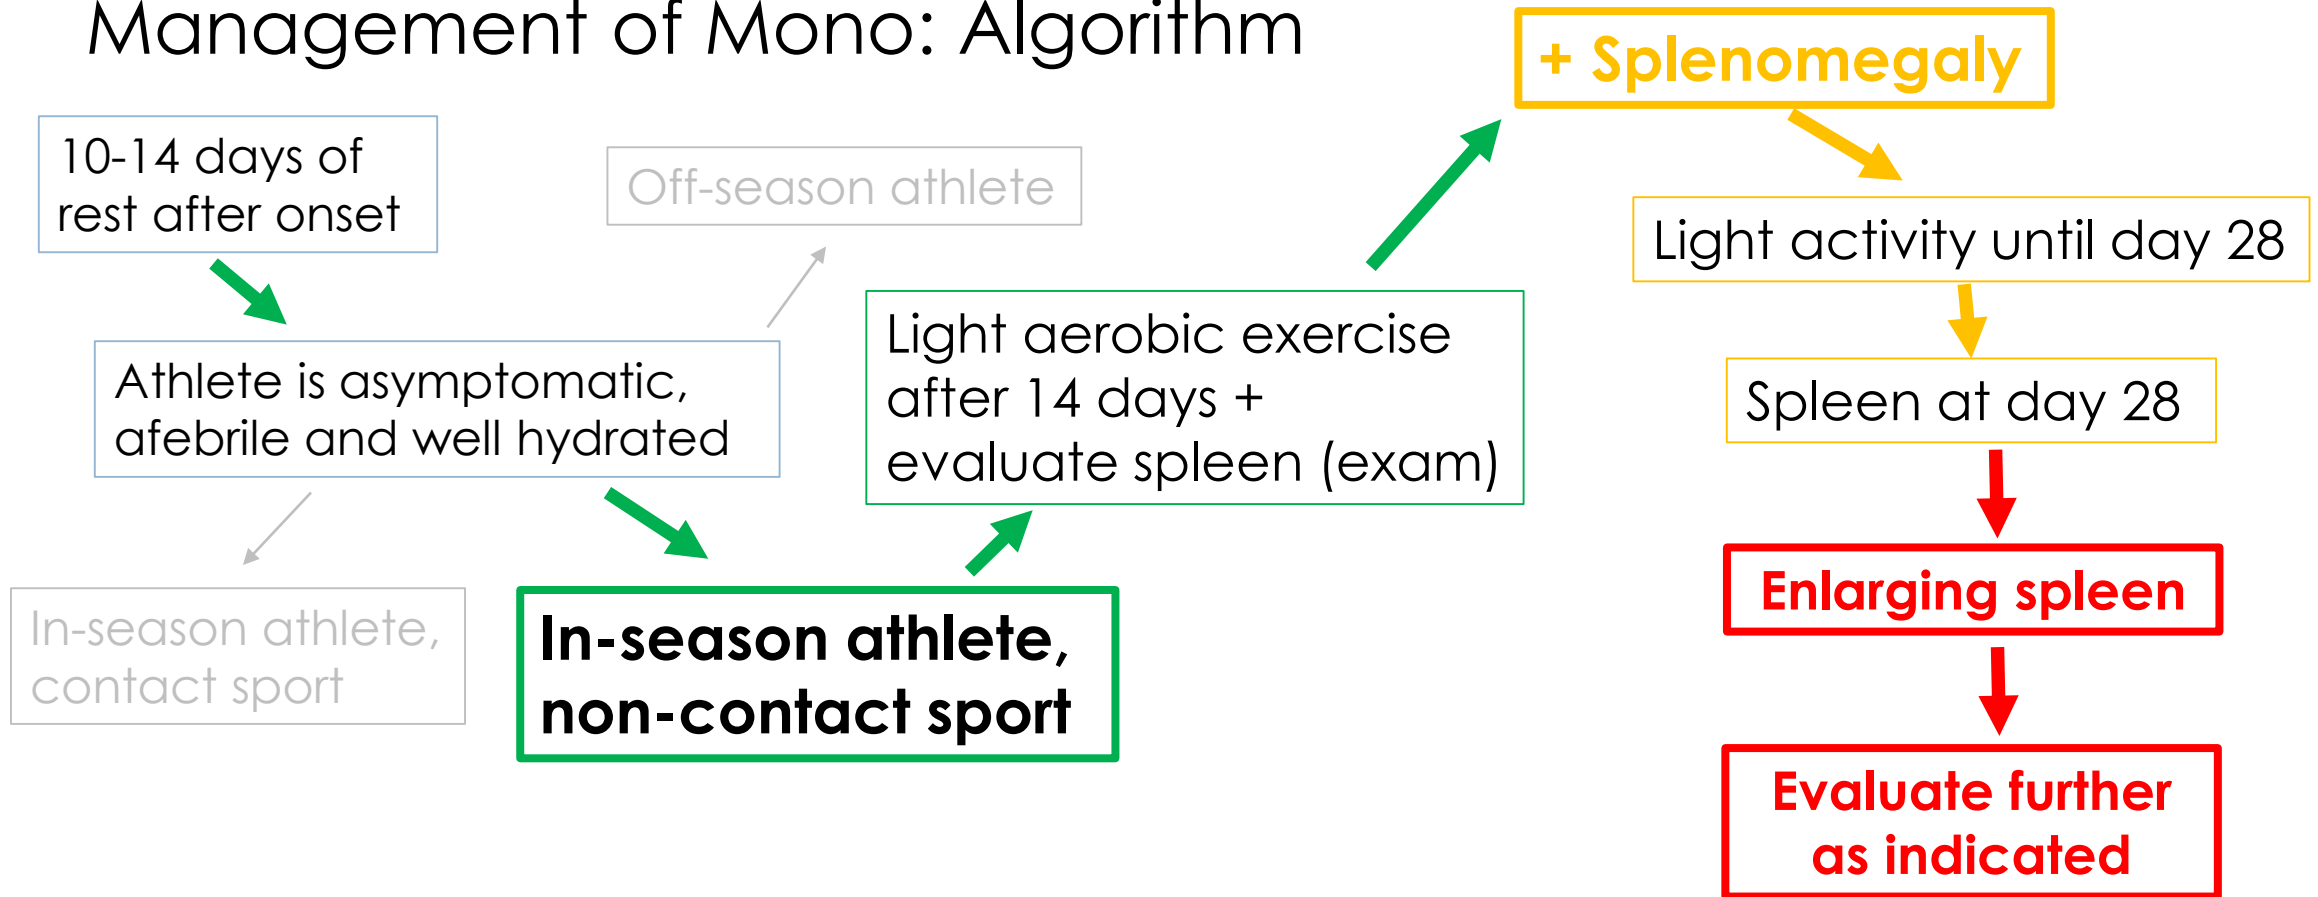 Management of Mono: Algorithm
10-14 days of
rest after onset
Athlete is asymptomatic,
afebrile and well hydrated
Off-season athlete
In-season athlete,
contact sport
In-season athlete,
non-contact sport
Light aerobic exercise
after 14 days +
evaluate spleen (exam)
+ Splenomegaly
Light activity until day 28
Spleen at day 28
Enlarging spleen
Evaluate further
as indicated